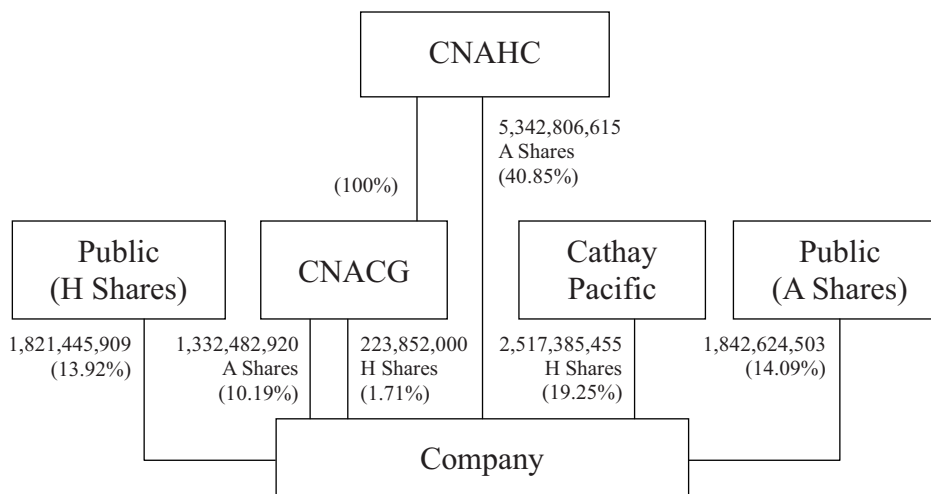 CNAHC
5,342,806,615
A Shares
(40.85%)
(100%)
Public
(H Shares)
CNACG
Cathay
Pacific
Public
(A Shares)
1,821,445,909
(13.92%)
1,332,482,920
A Shares
(10.19%)
223,852,000
H Shares
(1.71%)
2,517,385,455
H Shares
(19.25%)
1,842,624,503
(14.09%)
Company